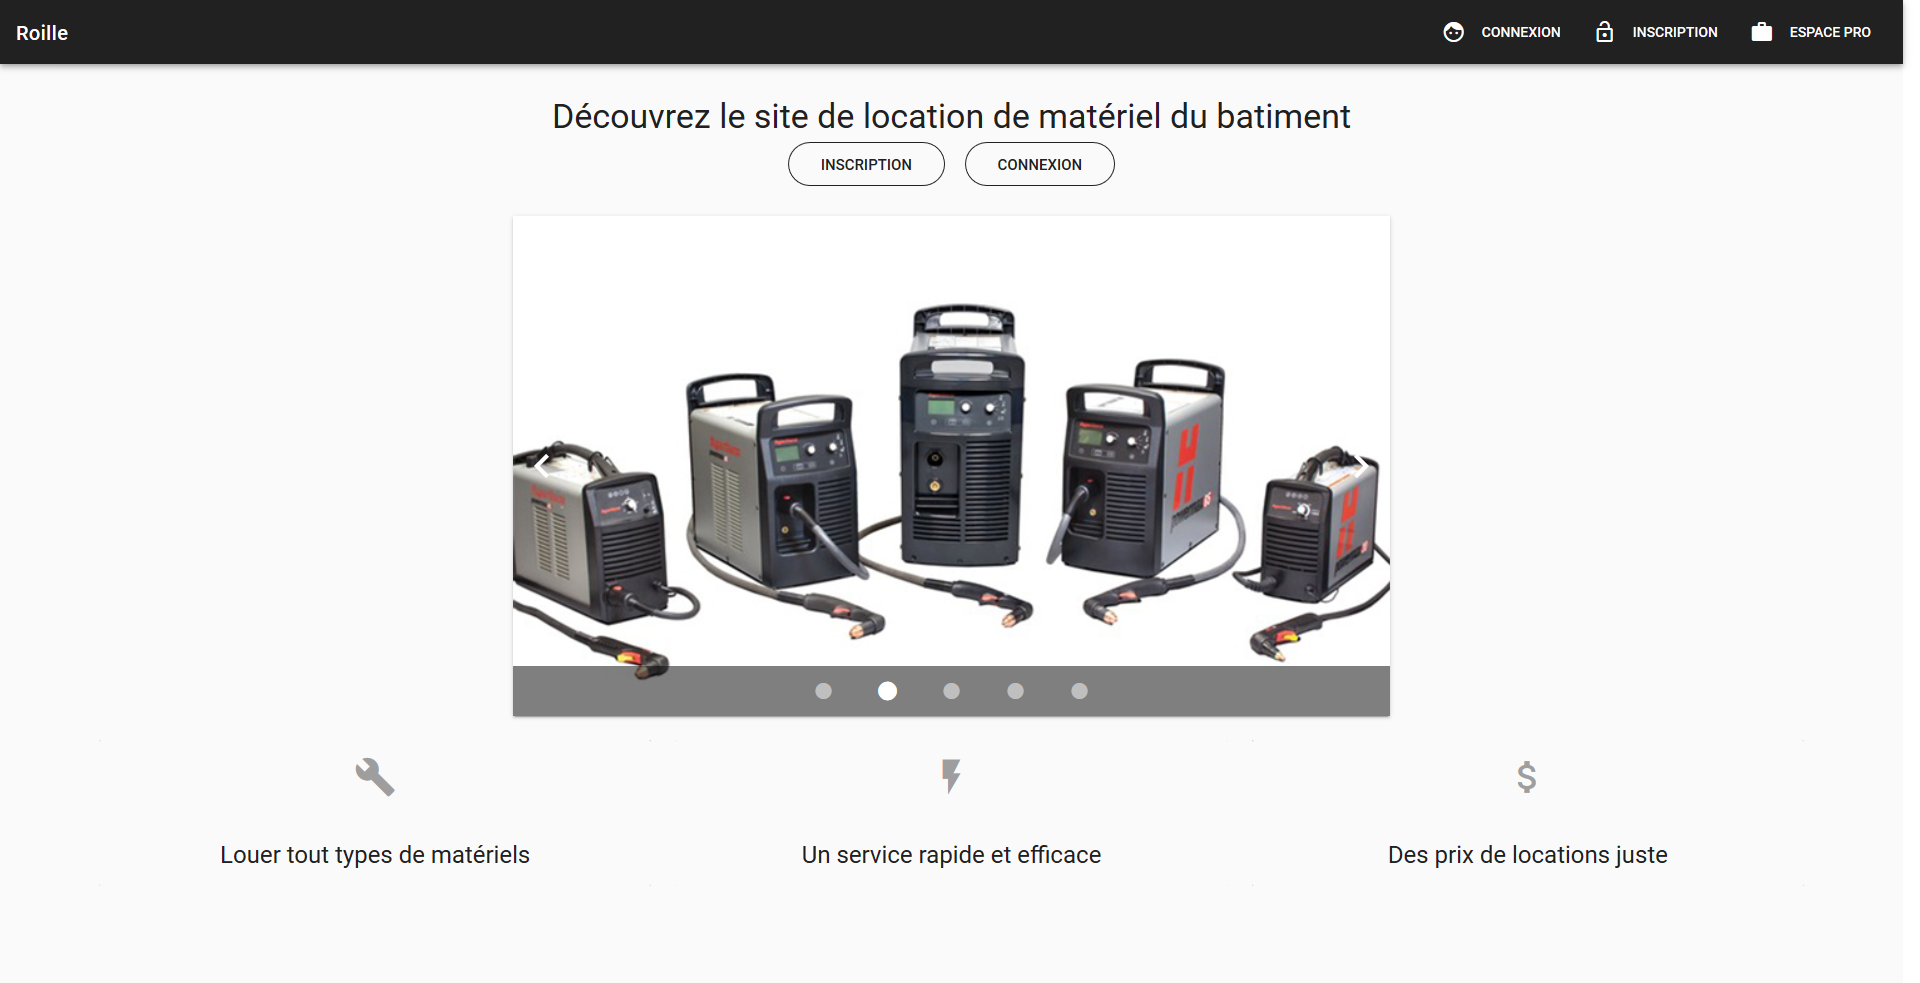 Roille
CONNEXION
INSCRIPTION
ESPACE PRO
Découvrez le site de location de matériel du batiment
INSCRIPTION
CONNEXION
Louer tout types de matériels
Un service rapide et efficace
Des prix de locations juste